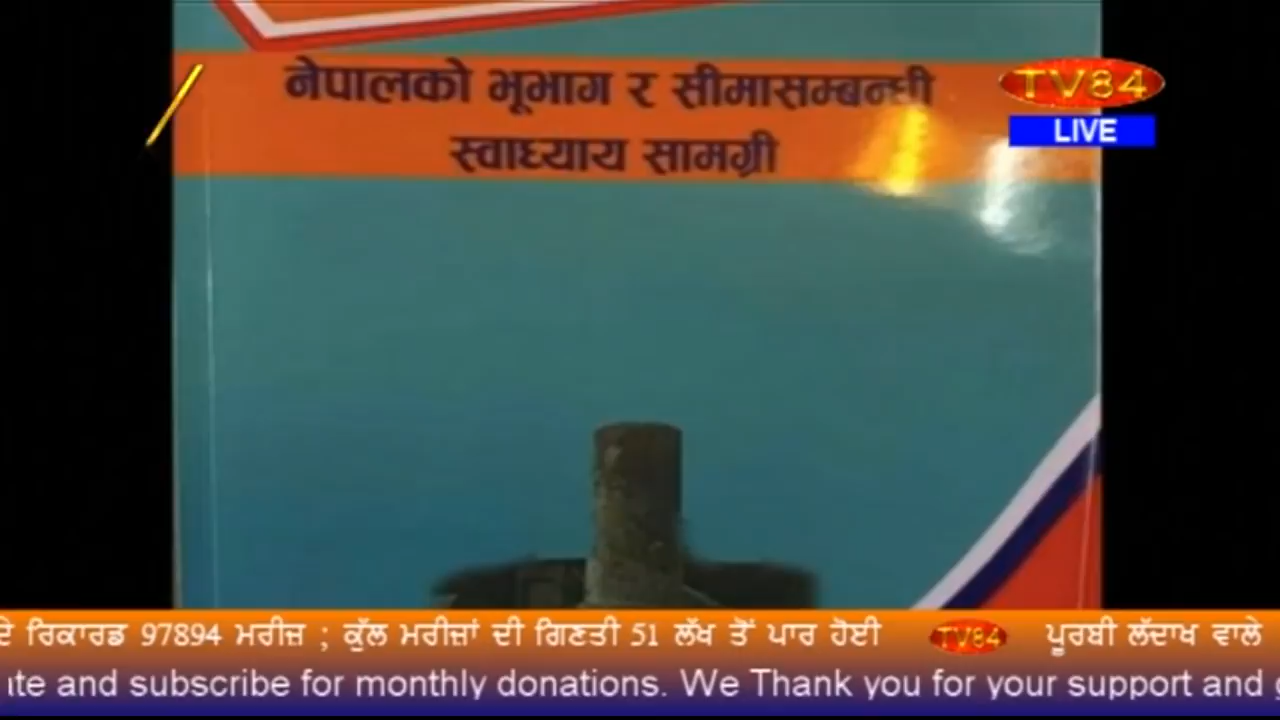 नेपालको भूभाग र सीमासम्बन्धी
स्वाध्याय सामग्री
TV84
LIVE
ਰਿਕਾਰਡ 97894 ਮਰੀਜ਼ ; ਕੁੱਲ ਮਰੀਜ਼ਾਂ ਦੀ ਗਿਣਤੀ 51 ਲੱਖ ਤੋਂ ਪਾਰ ਹੋਈ TV84 ਪੂਰਬੀ ਲੱਦਾਖ ਵਾਲੇ
and subscribe for monthly donations. We Thank you for your support and